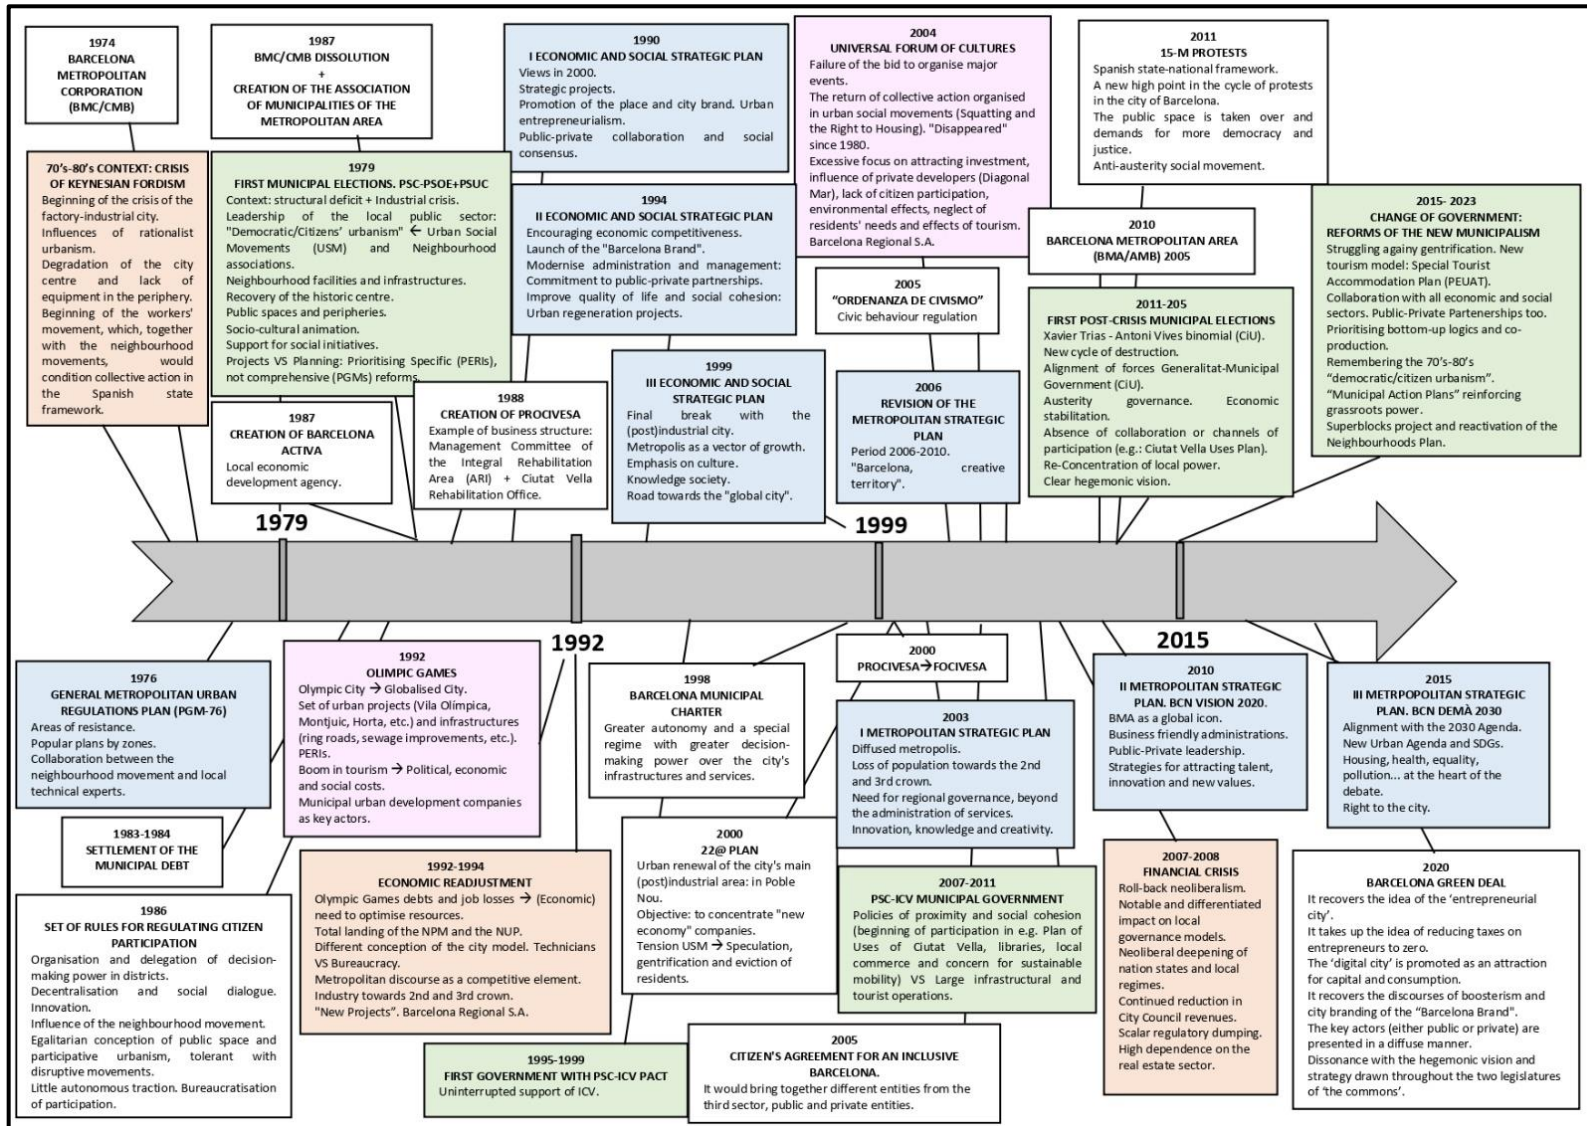 1974
BARCELONA
METROPOLITAN
CORPORATION
(BMC/CMB)
1987
BMC/CMB DISSOLUTION
+
CREATION OF THE ASSOCIATION
OF MUNICIPALITIES OF THE
METROPOLITAN AREA
1990
I ECONOMIC AND SOCIAL STRATEGIC PLAN
Views in 2000.
Strategic projects.
Promotion of the place and city brand. Urban
entrepreneurialism.
Public-private collaboration and social
consensus.
2004
UNIVERSAL FORUM OF CULTURES
Failure of the bid to organise major
events.
The return of collective action organised
in urban social movements (Squatting and
the Right to Housing). "Disappeared"
since 1980.
Excessive focus on attracting investment,
influence of private developers (Diagonal
Mar), lack of citizen participation,
environmental effects, neglect of
residents' needs and effects of tourism.
Barcelona Regional S.A.
2011
15-M PROTESTS
Spanish state-national framework.
A new high point in the cycle of protests
in the city of Barcelona.
The public space is taken over and
demands for more democracy and
justice.
Anti-austerity social movement.
70's-80's CONTEXT: CRISIS
OF KEYNESIAN FORDISM
Beginning of the crisis of the
factory-industrial city.
Influences of rationalist
urbanism.
Degradation of the city
centre and lack of
equipment in the periphery.
Beginning of the workers'
movement, which, together
with the neighbourhood
movements, would
condition collective action in
the Spanish state
framework.
1979
FIRST MUNICIPAL ELECTIONS. PSC-PSOE+PSUC
Context: structural deficit + Industrial crisis.
Leadership of the local public sector:
"Democratic/Citizens' urbanism" ← Urban Social
Movements (USM) and Neighbourhood
associations.
Neighbourhood facilities and infrastructures.
Recovery of the historic centre.
Public spaces and peripheries.
Socio-cultural animation.
Support for social initiatives.
Projects VS Planning: Prioritising Specific (PERIs),
not comprehensive (PGMs) reforms.
1994
II ECONOMIC AND SOCIAL STRATEGIC PLAN
Encouraging economic competitiveness.
Launch of the "Barcelona Brand".
Modernise administration and management:
Commitment to public-private partnerships.
Improve quality of life and social cohesion:
Urban regeneration projects.
2005
“ORDENANZA DE CIVISMO”
Civic behaviour regulation
2010
BARCELONA METROPOLITAN AREA
(BMA/AMB) 2005
2015- 2023
CHANGE OF GOVERNMENT:
REFORMS OF THE NEW MUNICIPALISM
Struggling againy gentrification. New
tourism model: Special Tourist
Accommodation Plan (PEUAT).
Collaboration with all economic and social
sectors. Public-Private Partenerships too.
Prioritising bottom-up logics and co-
production.
Remembering the 70's-80's
“democratic/citizen urbanism”.
“Municipal Action Plans” reinforcing
grassroots power.
Superblocks project and reactivation of the
Neighbourhoods Plan.
1987
CREATION OF BARCELONA
ACTIVA
Local economic
development agency.
1988
CREATION OF PROCIVESA
Example of business structure:
Management Committee of
the Integral Rehabilitation
Area (ARI) + Ciutat Vella
Rehabilitation Office.
1999
III ECONOMIC AND SOCIAL
STRATEGIC PLAN
Final break with the
(post)industrial city.
Metropolis as a vector of growth.
Emphasis on culture.
Knowledge society.
Road towards the "global city".
2006
REVISION OF THE
METROPOLITAN STRATEGIC
PLAN
Period 2006-2010.
"Barcelona, creative
territory".
2011-205
FIRST POST-CRISIS MUNICIPAL ELECTIONS
Xavier Trias - Antoni Vives binomial (CiU).
New cycle of destruction.
Alignment of forces Generalitat-Municipal
Government (CiU).
Austerity governance. Economic
stabilitation.
Absence of collaboration or channels of
participation (e.g.: Ciutat Vella Uses Plan).
Re-Concentration of local power.
Clear hegemonic vision.
1979
1999
1992
2015
1976
GENERAL METROPOLITAN URBAN
REGULATIONS PLAN (PGM-76)
Areas of resistance.
Popular plans by zones.
Collaboration between the
neighbourhood movement and local
technical experts.
1992
OLIMPIC GAMES
Olympic City → Globalised City.
Set of urban projects (Vila Olímpica,
Montjuic, Horta, etc.) and infrastructures
(ring roads, sewage improvements, etc.).
PERIs.
Boom in tourism → Political, economic
and social costs.
Municipal urban development companies
as key actors.
1998
BARCELONA MUNICIPAL
CHARTER
Greater autonomy and a special
regime with greater decision-
making power over the city's
infrastructures and services.
2000
PROCIVESA→FOCIVESA
2003
I METROPOLITAN STRATEGIC PLAN
Diffused metropolis.
Loss of population towards the 2nd
and 3rd crown.
Need for regional governance, beyond
the administration of services.
Innovation, knowledge and creativity.
2010
II METROPOLITAN STRATEGIC
PLAN. BCN VISION 2020.
BMA as a global icon.
Business friendly administrations.
Public-Private leadership.
Strategies for attracting talent,
innovation and new values.
2015
III METRPOPOLITAN STRATEGIC
PLAN. BCN DEMÀ 2030
Alignment with the 2030 Agenda.
New Urban Agenda and SDGs.
Housing, health, equality,
pollution... at the heart of the
debate.
Right to the city.
1983-1984
SETTLEMENT OF THE
MUNICIPAL DEBT
1986
SET OF RULES FOR REGULATING CITIZEN
PARTICIPATION
Organisation and delegation of decision-
making power in districts.
Decentralisation and social dialogue.
Innovation.
Influence of the neighbourhood movement.
Egalitarian conception of public space and
participative urbanism, tolerant with
disruptive movements.
Little autonomous traction. Bureaucratisation
of participation.
1992-1994
ECONOMIC READJUSTMENT
Olympic Games debts and job losses → (Economic)
need to optimise resources.
Total landing of the NPM and the NUP.
Different conception of the city model. Technicians
VS Bureaucracy.
Metropolitan discourse as a competitive element.
Industry towards 2nd and 3rd crown.
"New Projects". Barcelona Regional S.A.
2000
22@ PLAN
Urban renewal of the city's main
(post)industrial area: in Poble
Nou.
Objective: to concentrate "new
economy" companies.
Tension USM → Speculation,
gentrification and eviction of
residents.
2007-2011
PSC-ICV MUNICIPAL GOVERNMENT
Policies of proximity and social cohesion
(beginning of participation in e.g. Plan of
Uses of Ciutat Vella, libraries, local
commerce and concern for sustainable
mobility) VS Large infrastructural and
tourist operations.
2007-2008
FINANCIAL CRISIS
Roll-back neoliberalism.
Notable and differentiated
impact on local
governance models.
Neoliberal deepening of
nation states and local
regimes.
Continued reduction in
City Council revenues.
Scalar regulatory dumping.
High dependence on the
real estate sector.
2020
BARCELONA GREEN DEAL
It recovers the idea of the ‘entrepreneurial
city’.
It takes up the idea of reducing taxes on
entrepreneurs to zero.
The ‘digital city’ is promoted as an attraction
for capital and consumption.
It recovers the discourses of boosterism and
city branding of the “Barcelona Brand".
The key actors (either public or private) are
presented in a diffuse manner.
Dissonance with the hegemonic vision and
strategy drawn throughout the two legislatures
of ‘the commons’.
1995-1999
FIRST GOVERNMENT WITH PSC-ICV PACT
Uninterrupted support of ICV.
2005
CITIZEN'S AGREEMENT FOR AN INCLUSIVE
BARCELONA.
It would bring together different entities from the
third sector, public and private entities.